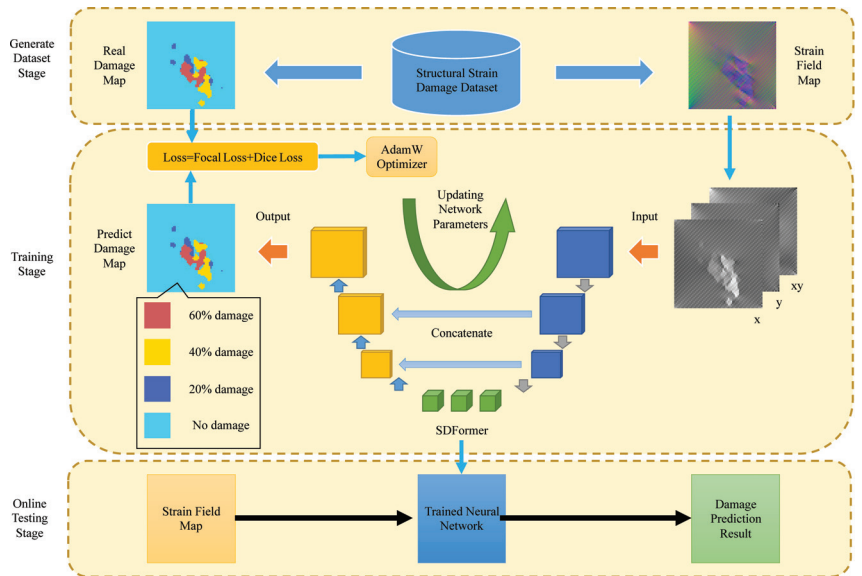 Generate
Dataset
Stage
Real
Damage
Map
Structural Strain
Damage Dataset
Strain
Field
Map
Training
Stage
Loss=Focal Loss+Dice Loss
AdamW
Optimizer
Updating
Network
Parameters
Predict
Damage
Map
Output
Input
60% damage
40% damage
20% damage
No damage
Concatenate
SDFormer
x
y
xy
Online
Testing
Stage
Strain Field
Map
Trained Neural
Network
Damage
Prediction
Result